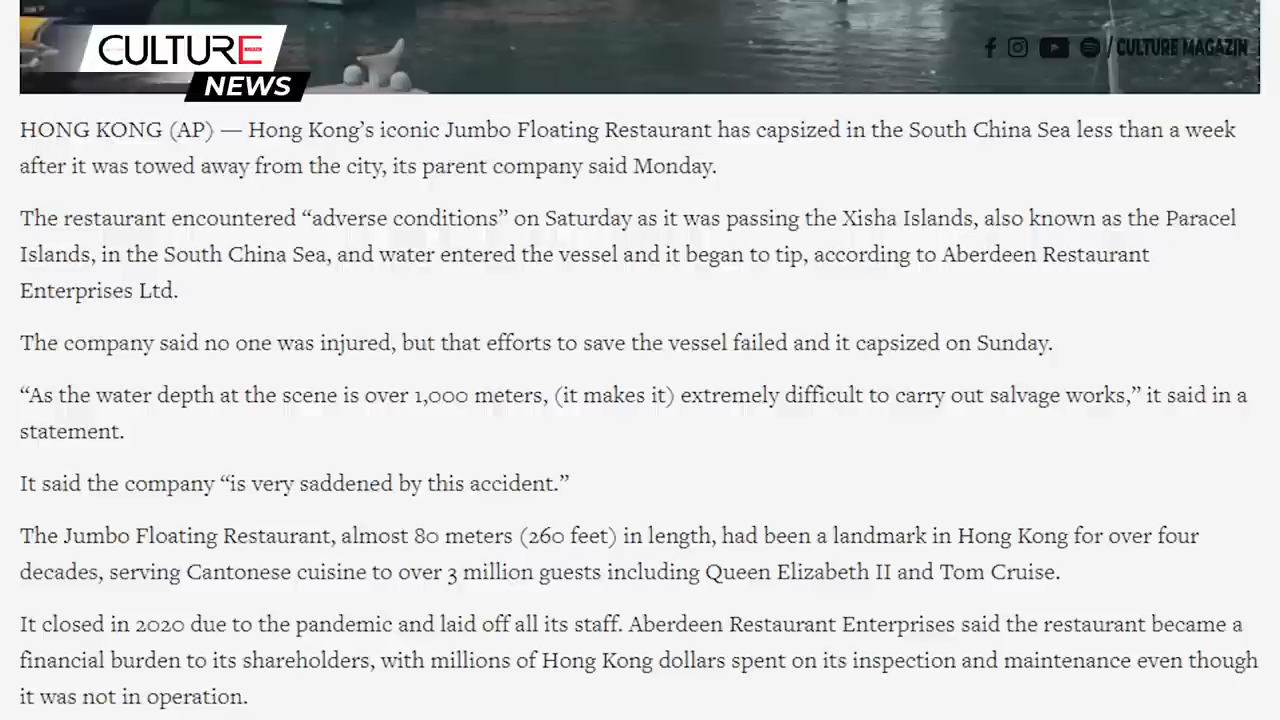 CULTURE
MAGAZIN
NEWS
/ CULTURE MAGAZIN
HONG KONG (AP) — Hong Kong’s iconic Jumbo Floating Restaurant has capsized in the South China Sea less than a week
after it was towed away from the city, its parent company said Monday.
The restaurant encountered “adverse conditions” on Saturday as it was passing the Xisha Islands, also known as the Paracel
Islands, in the South China Sea, and water entered the vessel and it began to tip, according to Aberdeen Restaurant
Enterprises Ltd.
The company said no one was injured, but that efforts to save the vessel failed and it capsized on Sunday.
“As the water depth at the scene is over 1,000 meters, (it makes it) extremely difficult to carry out salvage works,” it said in a
statement.
It said the company “is very saddened by this accident.”
The Jumbo Floating Restaurant, almost 80 meters (260 feet) in length, had been a landmark in Hong Kong for over four
decades, serving Cantonese cuisine to over 3 million guests including Queen Elizabeth II and Tom Cruise.
It closed in 2020 due to the pandemic and laid off all its staff. Aberdeen Restaurant Enterprises said the restaurant became a
financial burden to its shareholders, with millions of Hong Kong dollars spent on its inspection and maintenance even though
it was not in operation.